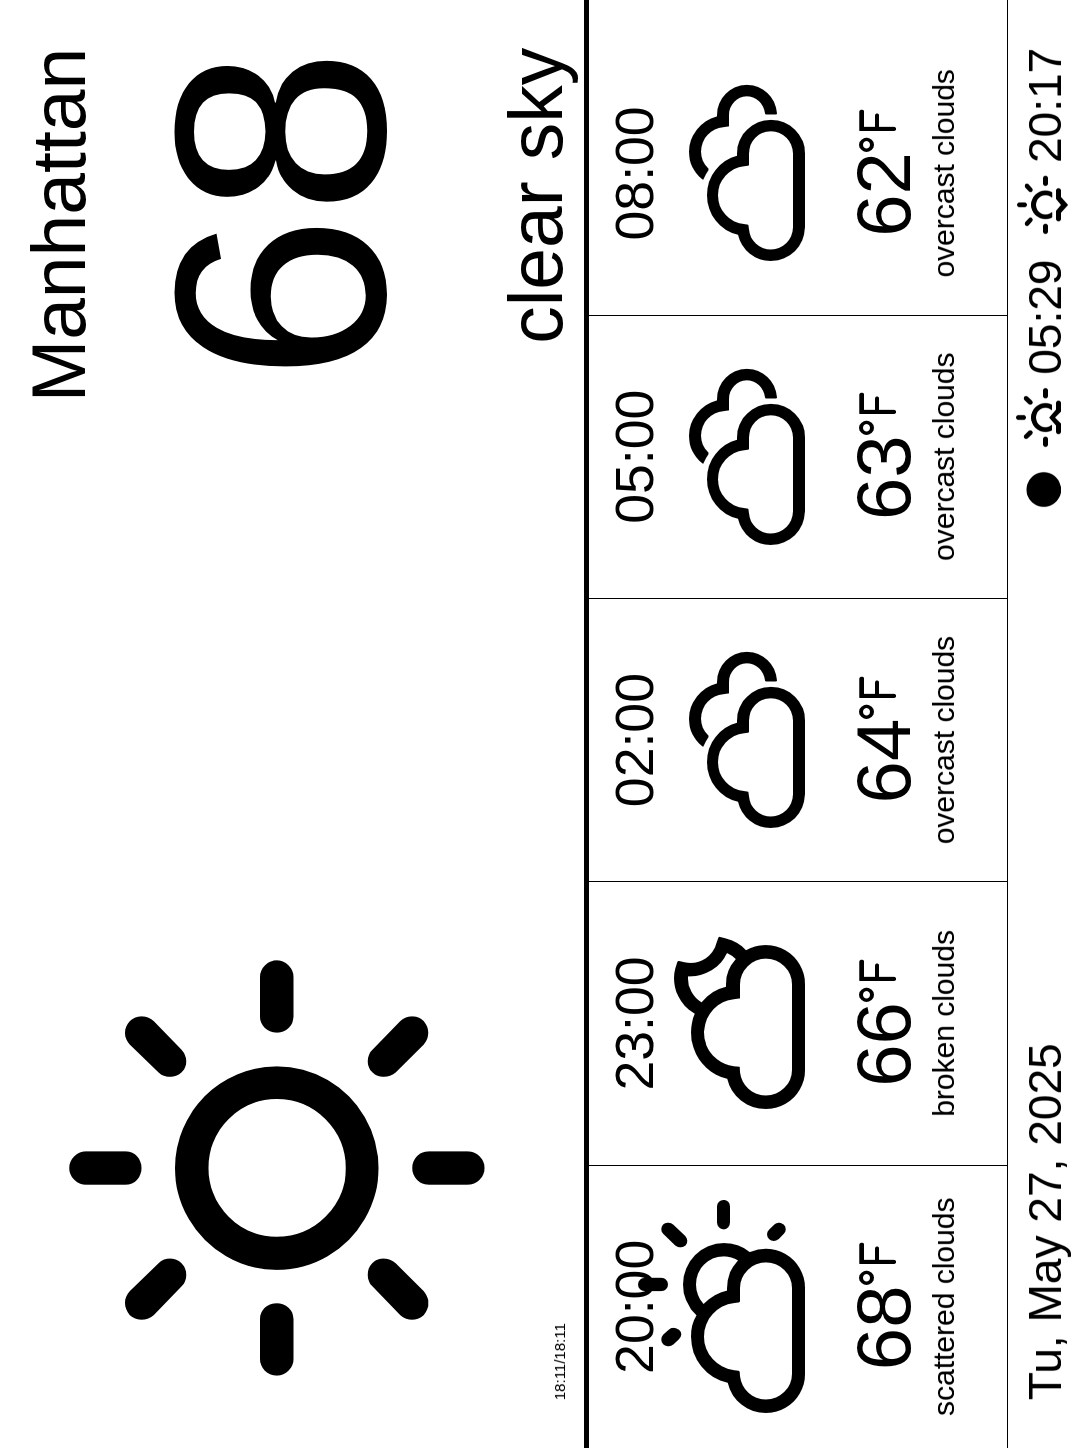 Manhattan
68
clear sky
18:11/18:11
20:00 23:00 02:00 05:00 08:00
68°F 66°F 64°F 63°F 62°F
scattered clouds broken clouds overcast clouds overcast clouds overcast clouds
Tu, May 27, 2025 05:29 20:17